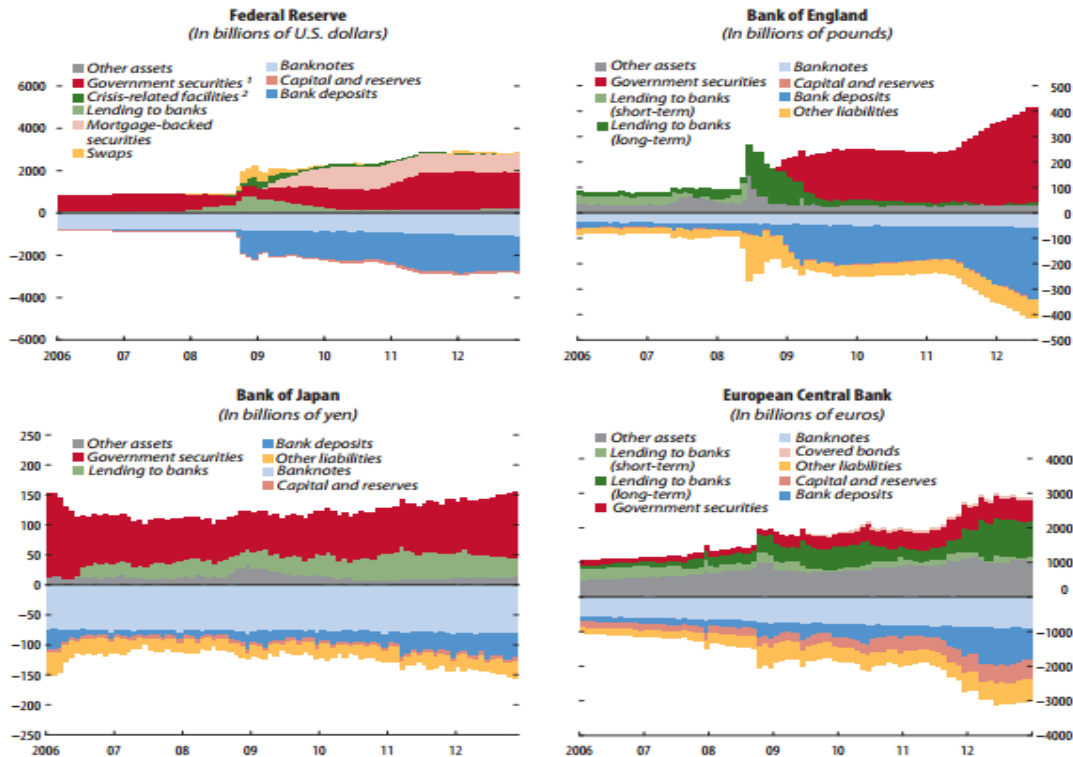 Federal Reserve
(In billions of U.S. dollars)
Other assets
Government securities ¹
Crisis-related facilities ²
Lending to banks
Mortgage-backed
securities
Swaps
Banknotes
Capital and reserves
Bank deposits
6000
4000
2000
0
−2000
−4000
−6000
2006 07 08 09 10 11 12
Bank of England
(In billions of pounds)
Other assets
Government securities
Lending to banks
(short-term)
Lending to banks
(long-term)
Banknotes
Capital and reserves
Bank deposits
Other liabilities
500
400
300
200
100
0
−100
−200
−300
−400
−500
2006 07 08 09 10 11 12
Bank of Japan
(In billions of yen)
Other assets
Government securities
Lending to banks
Bank deposits
Other liabilities
Banknotes
Capital and reserves
250
200
150
100
50
0
−50
−100
−150
−200
−250
2006 07 08 09 10 11 12
European Central Bank
(In billions of euros)
Other assets
Lending to banks
(short-term)
Lending to banks
(long-term)
Government securities
Banknotes
Covered bonds
Other liabilities
Capital and reserves
Bank deposits
4000
3000
2000
1000
0
−1000
−2000
−3000
−4000
2006 07 08 09 10 11 12